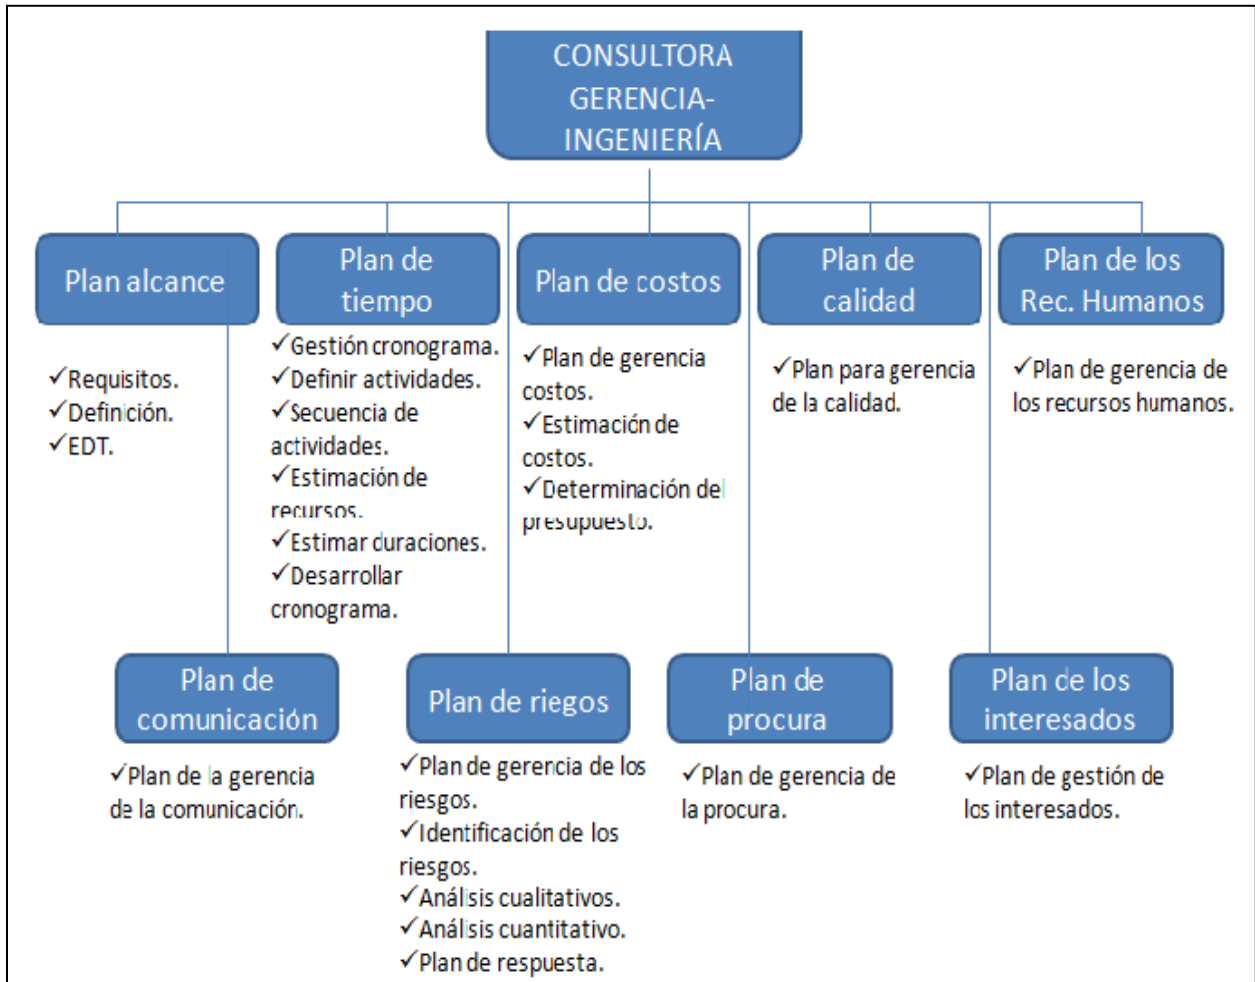 CONSULTORA
GERENCIA-
INGENIERÍA
Plan alcance
✓Requisitos.
✓Definición.
✓EDT.
Plan de
tiempo
✓Gestión cronograma.
✓Definir actividades.
✓Secuencia de
actividades.
✓Estimación de
recursos.
✓Estimar duraciones.
✓Desarrollar
cronograma.
Plan de costos
✓Plan de gerencia
costos.
✓Estimación de
costos.
✓Determinación del
presupuesto.
Plan de
calidad
✓Plan para gerencia
de la calidad.
Plan de los
Rec. Humanos
✓Plan de gerencia de
los recursos humanos.
Plan de
comunicación
✓Plan de la gerencia
de la comunicación.
Plan de riegos
✓Plan de gerencia de los
riesgos.
✓Identificación de los
riesgos.
✓Análisis cualitativos.
✓Análisis cuantitativo.
✓Plan de respuesta.
Plan de
procura
✓Plan de gerencia de
la procura.
Plan de los
interesados
✓Plan de gestión de
los interesados.